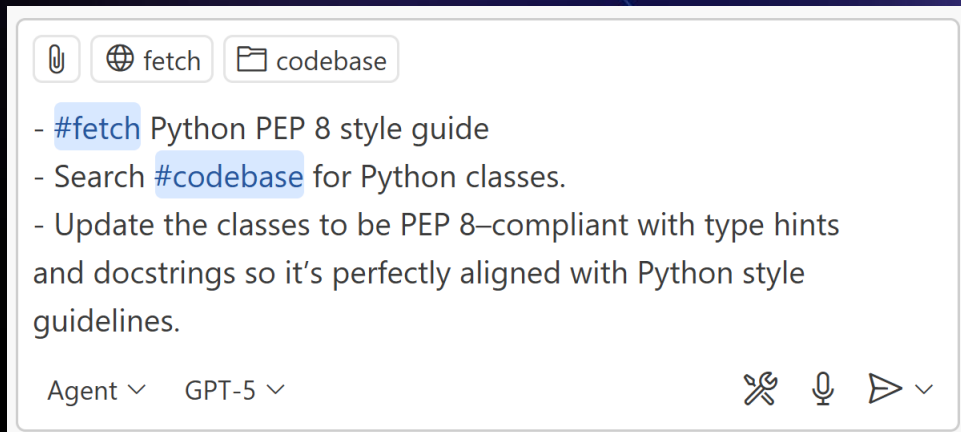 fetch codebase
- #fetch Python PEP 8 style guide
- Search #codebase for Python classes.
- Update the classes to be PEP 8–compliant with type hints
and docstrings so it’s perfectly aligned with Python style
guidelines.
Agent GPT-5